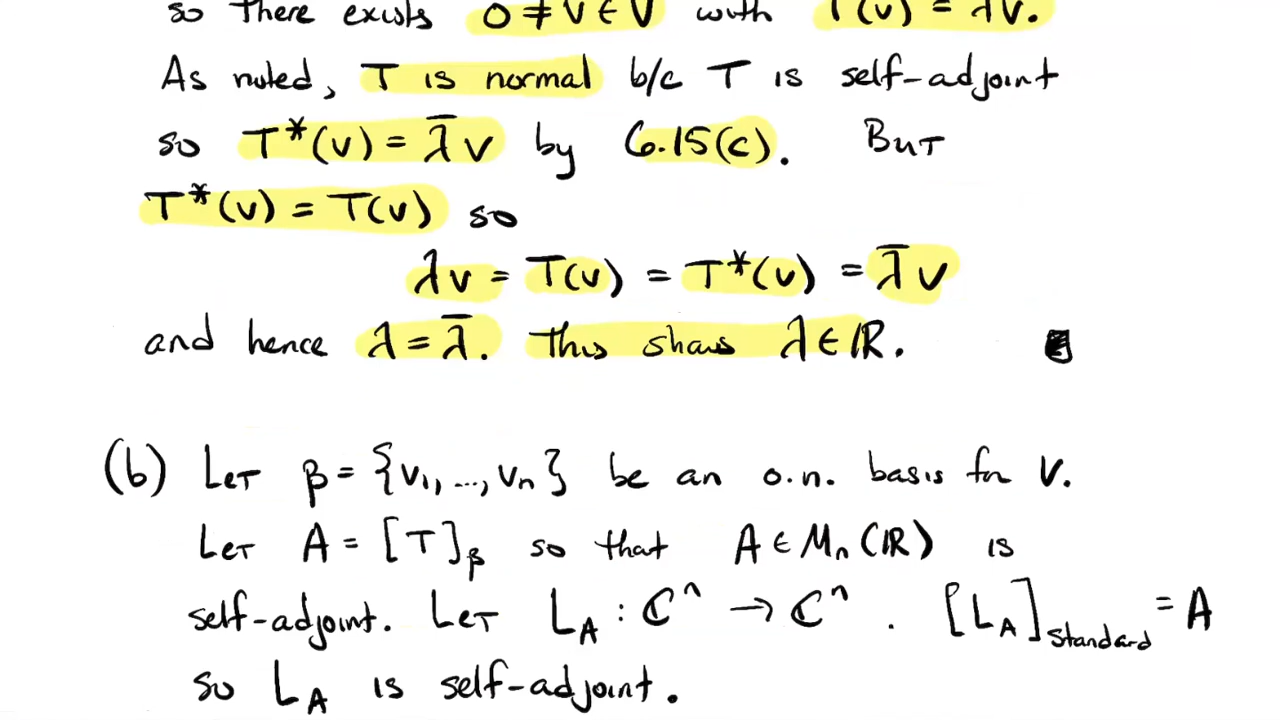 so there exists 0 ≠ v ∈ V with T(v) = λv.
As noted, T is normal b/c T is self-adjoint
so T*(v) = λ̄v by 6.15(c). But
T*(v) = T(v) so
λv = T(v) = T*(v) = λ̄v
and hence λ = λ̄. This shows λ ∈ ℝ.
(b) Let β = {v₁, ..., vₙ} be an o.n. basis for V.
Let A = [T]_β so that A ∈ Mₙ(ℝ) is
self-adjoint. Let L_A : ℂⁿ → ℂⁿ. [L_A]_standard = A
so L_A is self-adjoint.